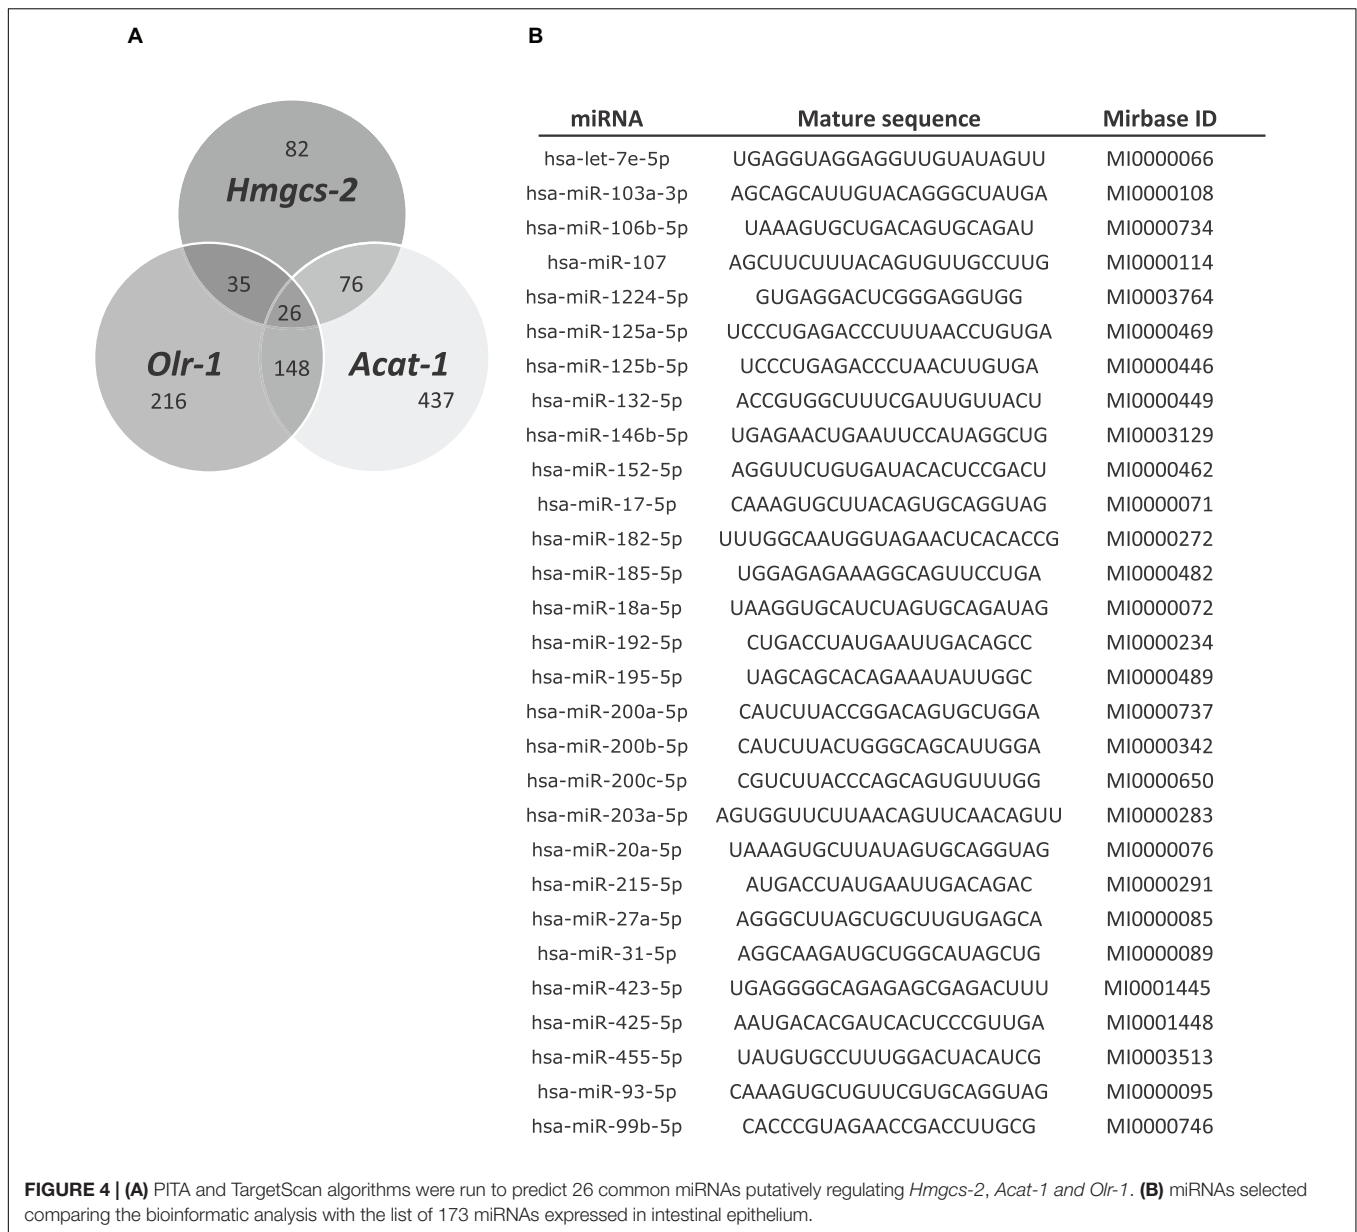 A
B
82
Hmgcs-2
35
76
26
Olr-1
148
Acat-1
216
437
miRNA Mature sequence Mirbase ID
hsa-let-7e-5p UGAGGUAGGAGGUUGUAUAGUU MI0000066
hsa-miR-103a-3p AGCAGCAUUGUACAGGGCUAUGA MI0000108
hsa-miR-106b-5p UAAAGUGCUGACAGUGCAGAU MI0000734
hsa-miR-107 AGCUUCUUUACAGUGUUGCCUUG MI0000114
hsa-miR-1224-5p GUGAGGACUCGGGAGGUGG MI0003764
hsa-miR-125a-5p UCCCUGAGACCCUUUAACCUGUGA MI0000469
hsa-miR-125b-5p UCCCUGAGACCCUAACUUGUGA MI0000446
hsa-miR-132-5p ACCGUGGCUUUCGAUUGUUACU MI0000449
hsa-miR-146b-5p UGAGAACUGAAUUCCAUAGGCUG MI0003129
hsa-miR-152-5p AGGUUCUGUGAUACACUCCGACU MI0000462
hsa-miR-17-5p CAAAGUGCUUACAGUGCAGGUAG MI0000071
hsa-miR-182-5p UUUGGCAAUGGUAGAACUCACACCG MI0000272
hsa-miR-185-5p UGGAGAGAAAGGCAGUUCCUGA MI0000482
hsa-miR-18a-5p UAAGGUGCAUCUAGUGCAGAUAG MI0000072
hsa-miR-192-5p CUGACCUAUGAAUUGACAGCC MI0000234
hsa-miR-195-5p UAGCAGCACAGAAAUAUUGGC MI0000489
hsa-miR-200a-5p CAUCUUACCGGACAGUGCUGGA MI0000737
hsa-miR-200b-5p CAUCUUACUGGGCAGCAUUGGA MI0000342
hsa-miR-200c-5p CGUCUUACCCAGCAGUGUUUGG MI0000650
hsa-miR-203a-5p AGUGGUUCUUAACAGUUCAACAGUU MI0000283
hsa-miR-20a-5p UAAAGUGCUUAUAGUGCAGGUAG MI0000076
hsa-miR-215-5p AUGACCUAUGAAUUGACAGAC MI0000291
hsa-miR-27a-5p AGGGCUUAGCUGCUUGUGAGCA MI0000085
hsa-miR-31-5p AGGCAAGAUGCUGGCAUAGCUG MI0000089
hsa-miR-423-5p UGAGGGGCAGAGAGCGAGACUUU MI0001445
hsa-miR-425-5p AAUGACACGAUCACUCCCGUUGA MI0001448
hsa-miR-455-5p UAUGUGCCUUUGGACUACAUCG MI0003513
hsa-miR-93-5p CAAAGUGCUGUUCGUGCAGGUAG MI0000095
hsa-miR-99b-5p CACCCGUAGAACCGACCUUGCG MI0000746
FIGURE 4 | (A) PITA and TargetScan algorithms were run to predict 26 common miRNAs putatively regulating Hmgcs-2, Acat-1 and Olr-1. (B) miRNAs selected
comparing the bioinformatic analysis with the list of 173 miRNAs expressed in intestinal epithelium.